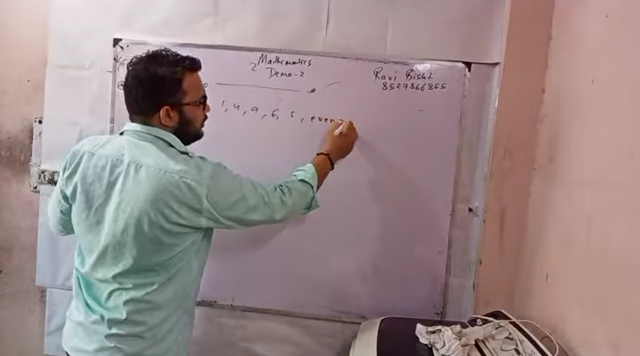 Mathematics
Demo-2
Ravi Bisht
8527866855
1, 4, 9, 6, 5, even